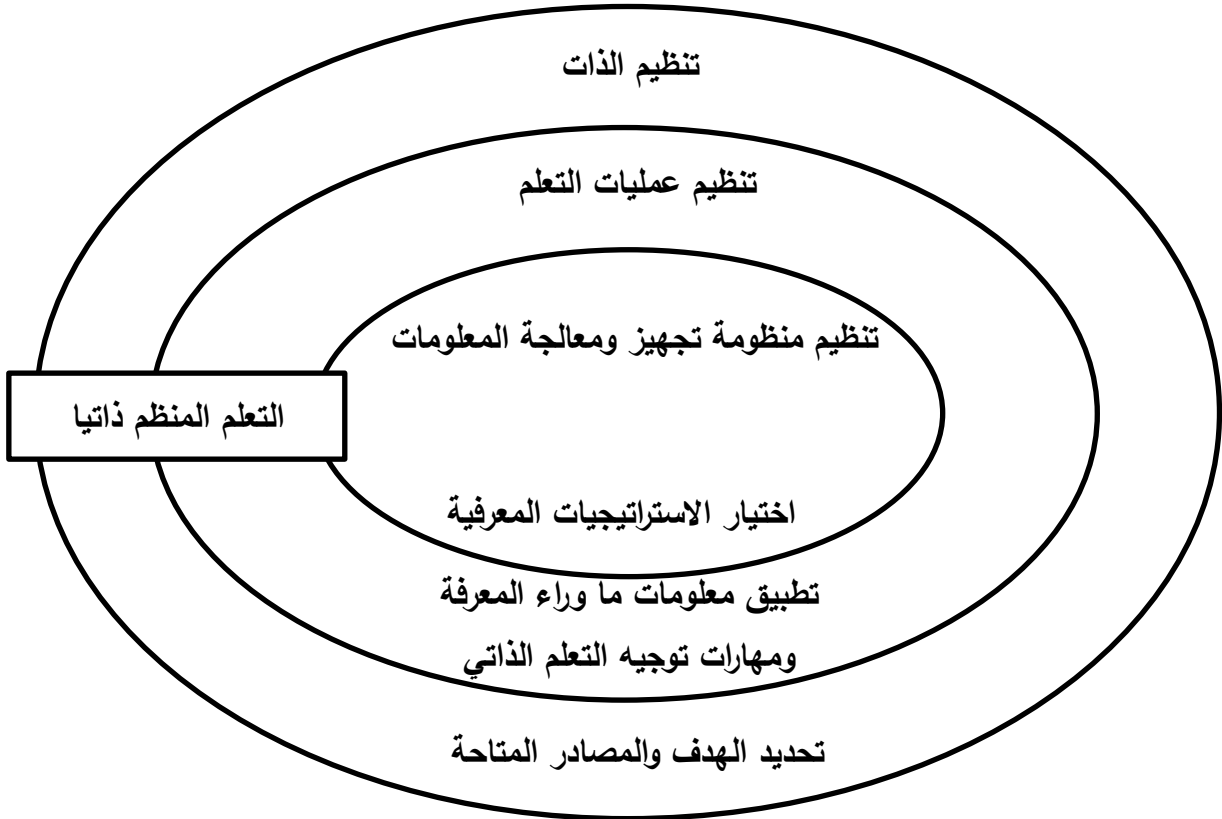 تنظيم الذات
تنظيم عمليات التعلم
تنظيم منظومة تجهيز ومعالجة المعلومات
التعلم المنظم ذاتيا
اختيار الاستراتيجيات المعرفية
تطبيق معلومات ما وراء المعرفة
ومهارات توجيه التعلم الذاتي
تحديد الهدف والمصادر المتاحة